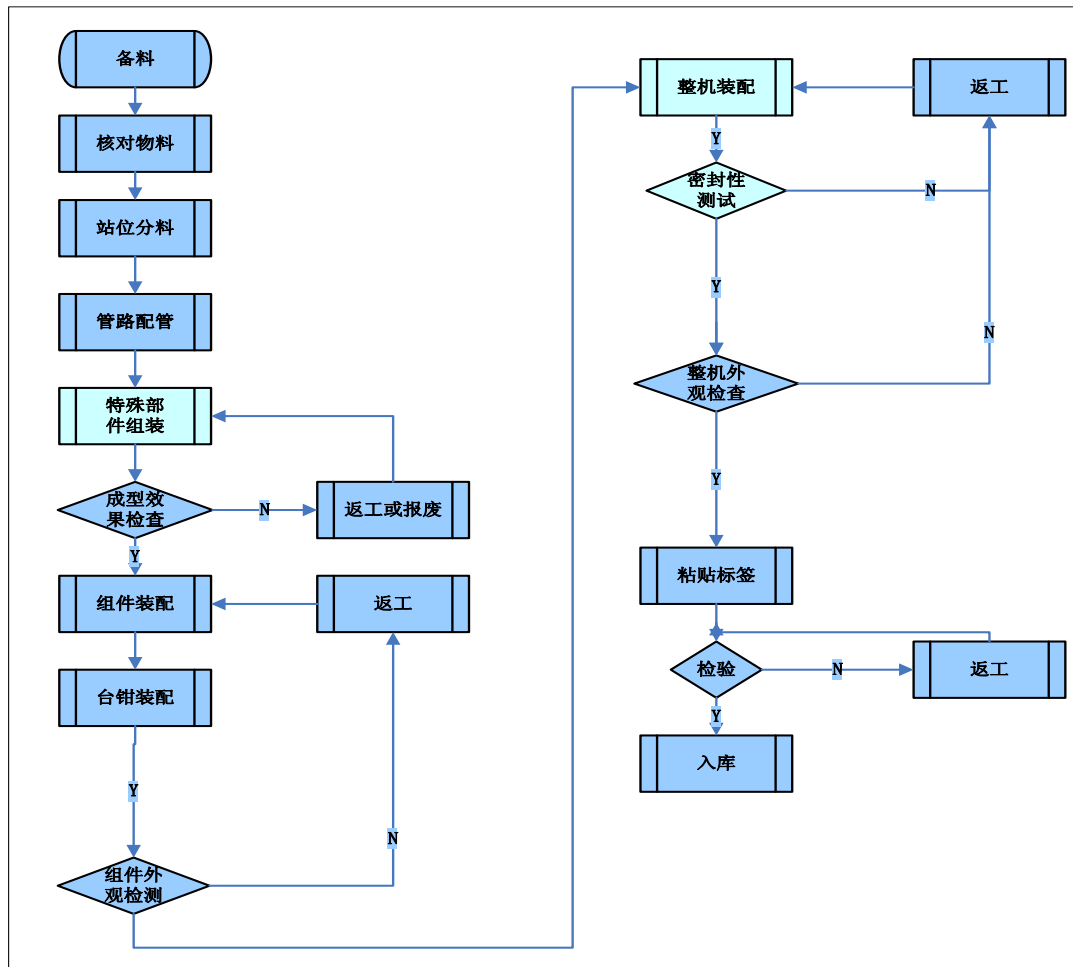 备料
核对物料
站位分料
管路配管
特殊部
件组装
成型效
果检查
N
返工或报废
Y
组件装配
返工
台钳装配
Y
N
组件外
观检测
整机装配
返工
Y
密封性
测试
N
Y
N
整机外
观检查
Y
粘贴标签
检验
N
返工
Y
入库